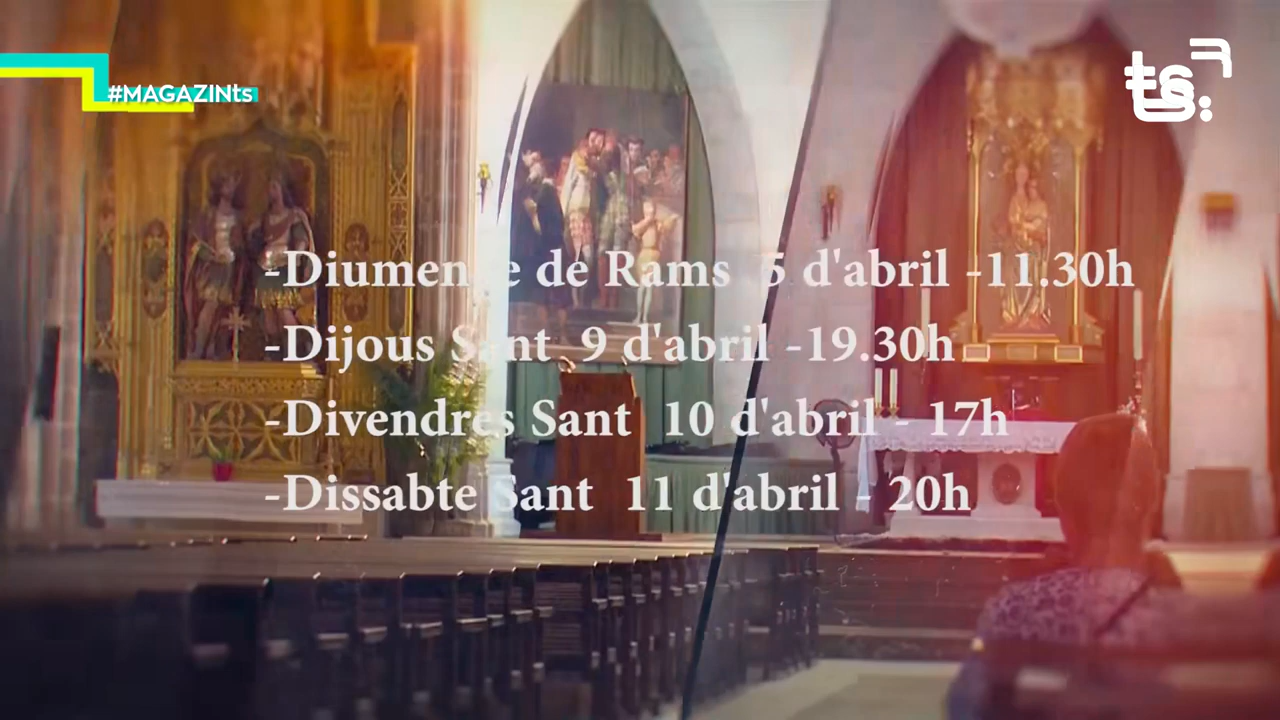 #MAGAZINts
ts
-Diumenge de Rams 5 d'abril -11.30h
-Dijous Sant 9 d'abril -19.30h
-Divendres Sant 10 d'abril - 17h
-Dissabte Sant 11 d'abril - 20h